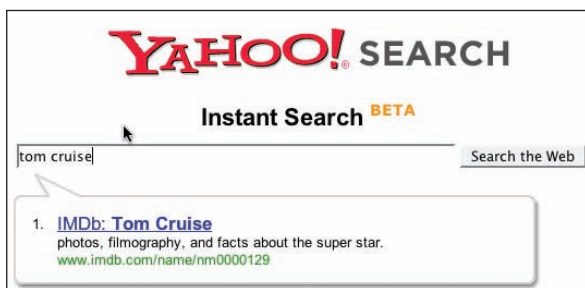 YAHOO!® SEARCH
Instant Search BETA
tom cruise Search the Web
1. IMDb: Tom Cruise
photos, filmography, and facts about the super star.
www.imdb.com/name/nm0000129